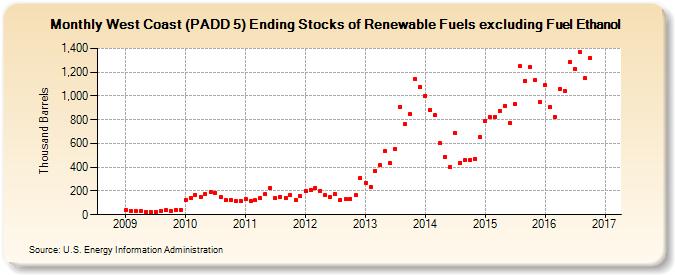 Monthly West Coast (PADD 5) Ending Stocks of Renewable Fuels excluding Fuel Ethanol
Thousand Barrels
1,400
1,200
1,000
800
600
400
200
0
2009 2010 2011 2012 2013 2014 2015 2016 2017
Source: U.S. Energy Information Administration